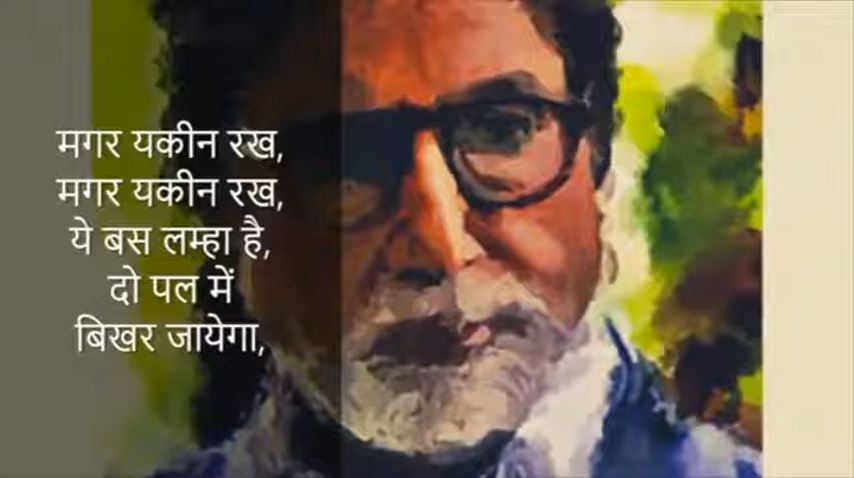 मगर यकीन रख,
मगर यकीन रख,
ये बस लम्हा है,
दो पल में
बिखर जायेगा,